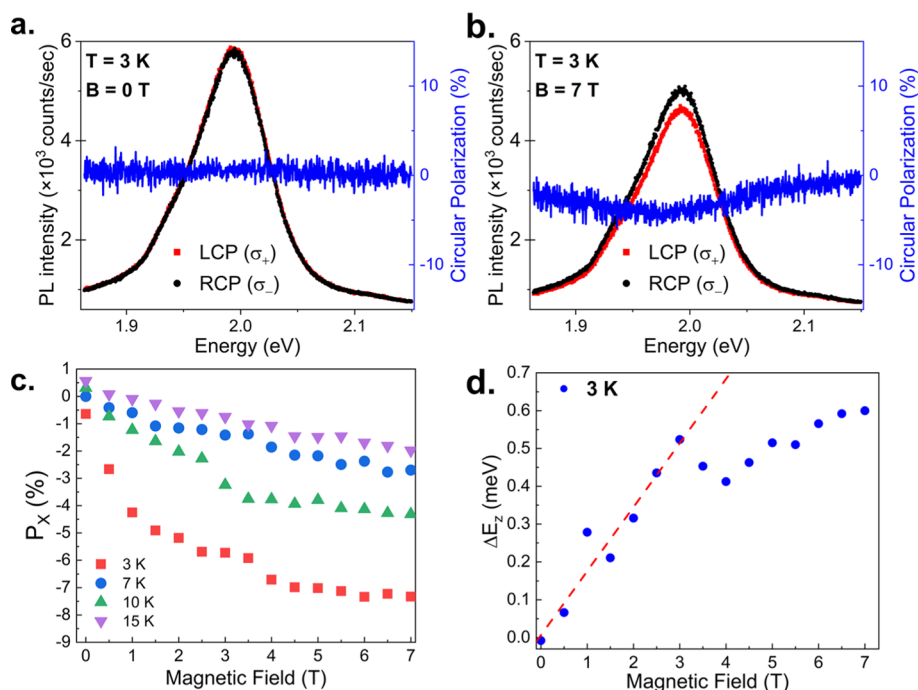 a.
T = 3 K
B = 0 T
PL intensity (×10³ counts/sec)
6
4
2
10
0
-10
Circular Polarization (%)
LCP (σ₊)
RCP (σ₋)
1.9
2.0
2.1
Energy (eV)
b.
T = 3 K
B = 7 T
PL intensity (×10³ counts/sec)
6
4
2
10
0
-10
Circular Polarization (%)
LCP (σ₊)
RCP (σ₋)
1.9
2.0
2.1
Energy (eV)
c.
P_X (%)
1
0
-1
-2
-3
-4
-5
-6
-7
-8
-9
3 K
7 K
10 K
15 K
0 1 2 3 4 5 6 7
Magnetic Field (T)
d.
3 K
ΔE_z (meV)
0.7
0.6
0.5
0.4
0.3
0.2
0.1
0.0
0 1 2 3 4 5 6 7
Magnetic Field (T)